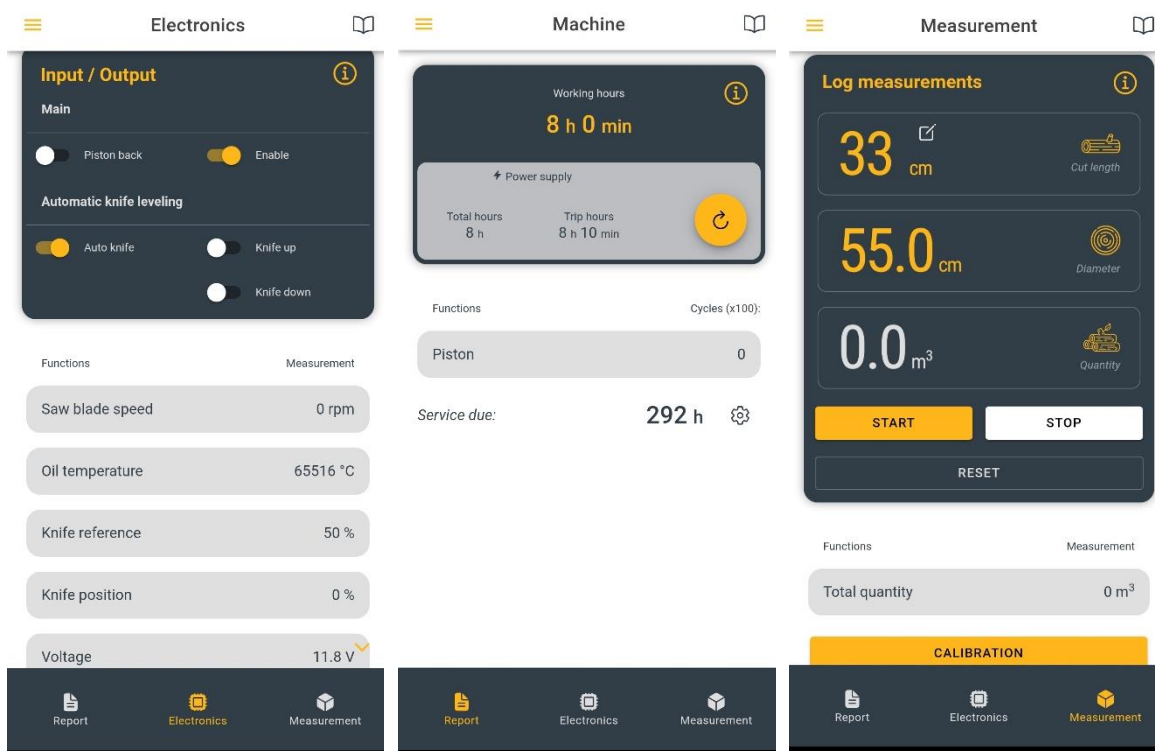 Electronics
Input / Output
Main
Piston back
Enable
Automatic knife leveling
Auto knife
Knife up
Knife down
Functions Measurement
Saw blade speed 0 rpm
Oil temperature 65516 °C
Knife reference 50 %
Knife position 0 %
Voltage 11.8 V
Report Electronics Measurement
Machine
Working hours
8 h 0 min
Power supply
Total hours Trip hours
8 h 8 h 10 min
Functions Cycles (x100):
Piston 0
Service due: 292 h
Report Electronics Measurement
Measurement
Log measurements
33 cm
Cut length
55.0 cm
Diameter
0.0 m³
Quantity
START STOP
RESET
Functions Measurement
Total quantity 0 m³
CALIBRATION
Report Electronics Measurement